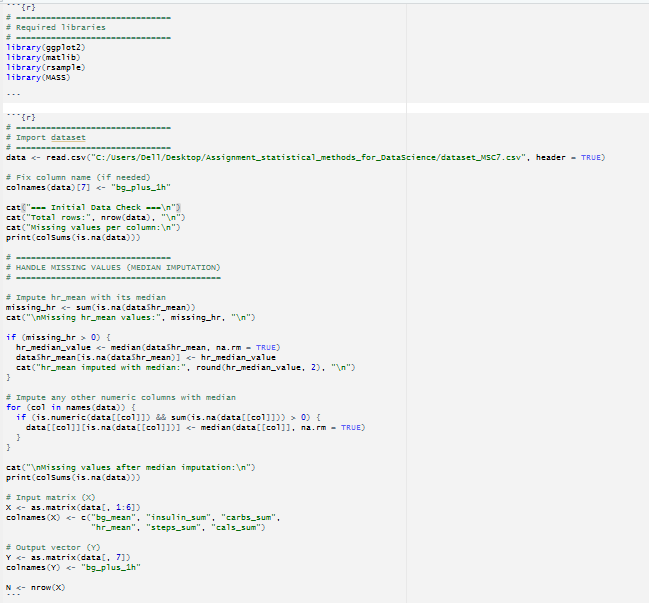 ```{r}
# ===============================
# Required libraries
# ===============================
library(ggplot2)
library(matlib)
library(rsample)
library(MASS)
```
```{r}
# ===============================
# Import dataset
# ===============================
data <- read.csv("C:/Users/Dell/Desktop/Assignment_statistical_methods_for_DataScience/dataset_MSC7.csv", header = TRUE)
# Fix column name (if needed)
colnames(data)[7] <- "bg_plus_1h"
cat("=== Initial Data Check ===\n")
cat("Total rows:", nrow(data), "\n")
cat("Missing values per column:\n")
print(colSums(is.na(data)))
# ===============================
# HANDLE MISSING VALUES (MEDIAN IMPUTATION)
# =========================================
# Impute hr_mean with its median
missing_hr <- sum(is.na(data$hr_mean))
cat("\nMissing hr_mean values:", missing_hr, "\n")
if (missing_hr > 0) {
  hr_median_value <- median(data$hr_mean, na.rm = TRUE)
  data$hr_mean[is.na(data$hr_mean)] <- hr_median_value
  cat("hr_mean imputed with median:", round(hr_median_value, 2), "\n")
}
# Impute any other numeric columns with median
for (col in names(data)) {
  if (is.numeric(data[[col]]) && sum(is.na(data[[col]])) > 0) {
    data[[col]][is.na(data[[col]])] <- median(data[[col]], na.rm = TRUE)
  }
}
cat("\nMissing values after median imputation:\n")
print(colSums(is.na(data)))
# Input matrix (X)
X <- as.matrix(data[, 1:6])
colnames(X) <- c("bg_mean", "insulin_sum", "carbs_sum",
                 "hr_mean", "steps_sum", "cals_sum")
# Output vector (Y)
Y <- as.matrix(data[, 7])
colnames(Y) <- "bg_plus_1h"
N <- nrow(X)
```